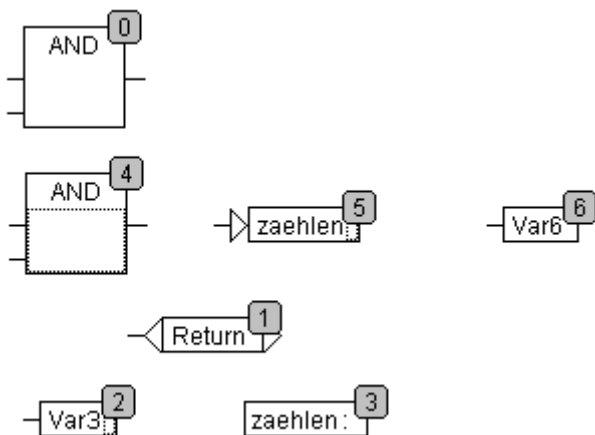 0
AND
4
AND
5
zaehlen
6
Var6
1
Return
2
Var3
3
zaehlen: